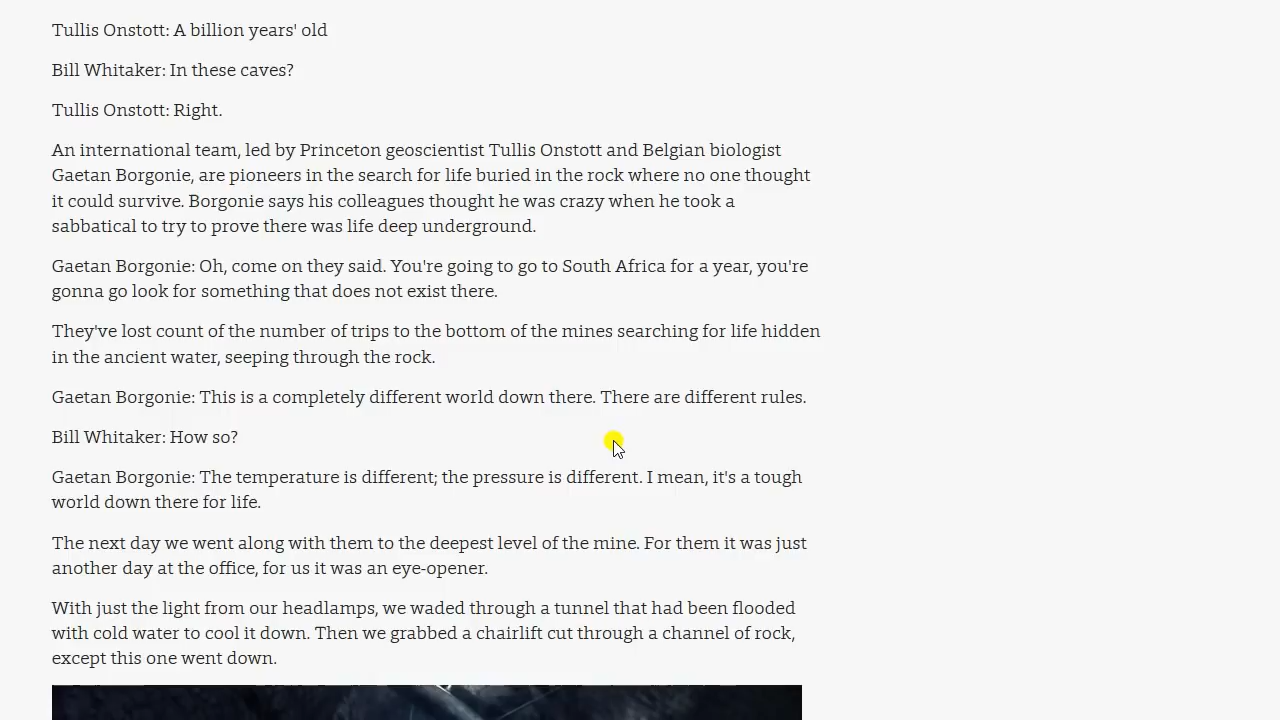 Tullis Onstott: A billion years' old
Bill Whitaker: In these caves?
Tullis Onstott: Right.
An international team, led by Princeton geoscientist Tullis Onstott and Belgian biologist
Gaetan Borgonie, are pioneers in the search for life buried in the rock where no one thought
it could survive. Borgonie says his colleagues thought he was crazy when he took a
sabbatical to try to prove there was life deep underground.
Gaetan Borgonie: Oh, come on they said. You're going to go to South Africa for a year, you're
gonna go look for something that does not exist there.
They've lost count of the number of trips to the bottom of the mines searching for life hidden
in the ancient water, seeping through the rock.
Gaetan Borgonie: This is a completely different world down there. There are different rules.
Bill Whitaker: How so?
Gaetan Borgonie: The temperature is different; the pressure is different. I mean, it's a tough
world down there for life.
The next day we went along with them to the deepest level of the mine. For them it was just
another day at the office, for us it was an eye-opener.
With just the light from our headlamps, we waded through a tunnel that had been flooded
with cold water to cool it down. Then we grabbed a chairlift cut through a channel of rock,
except this one went down.